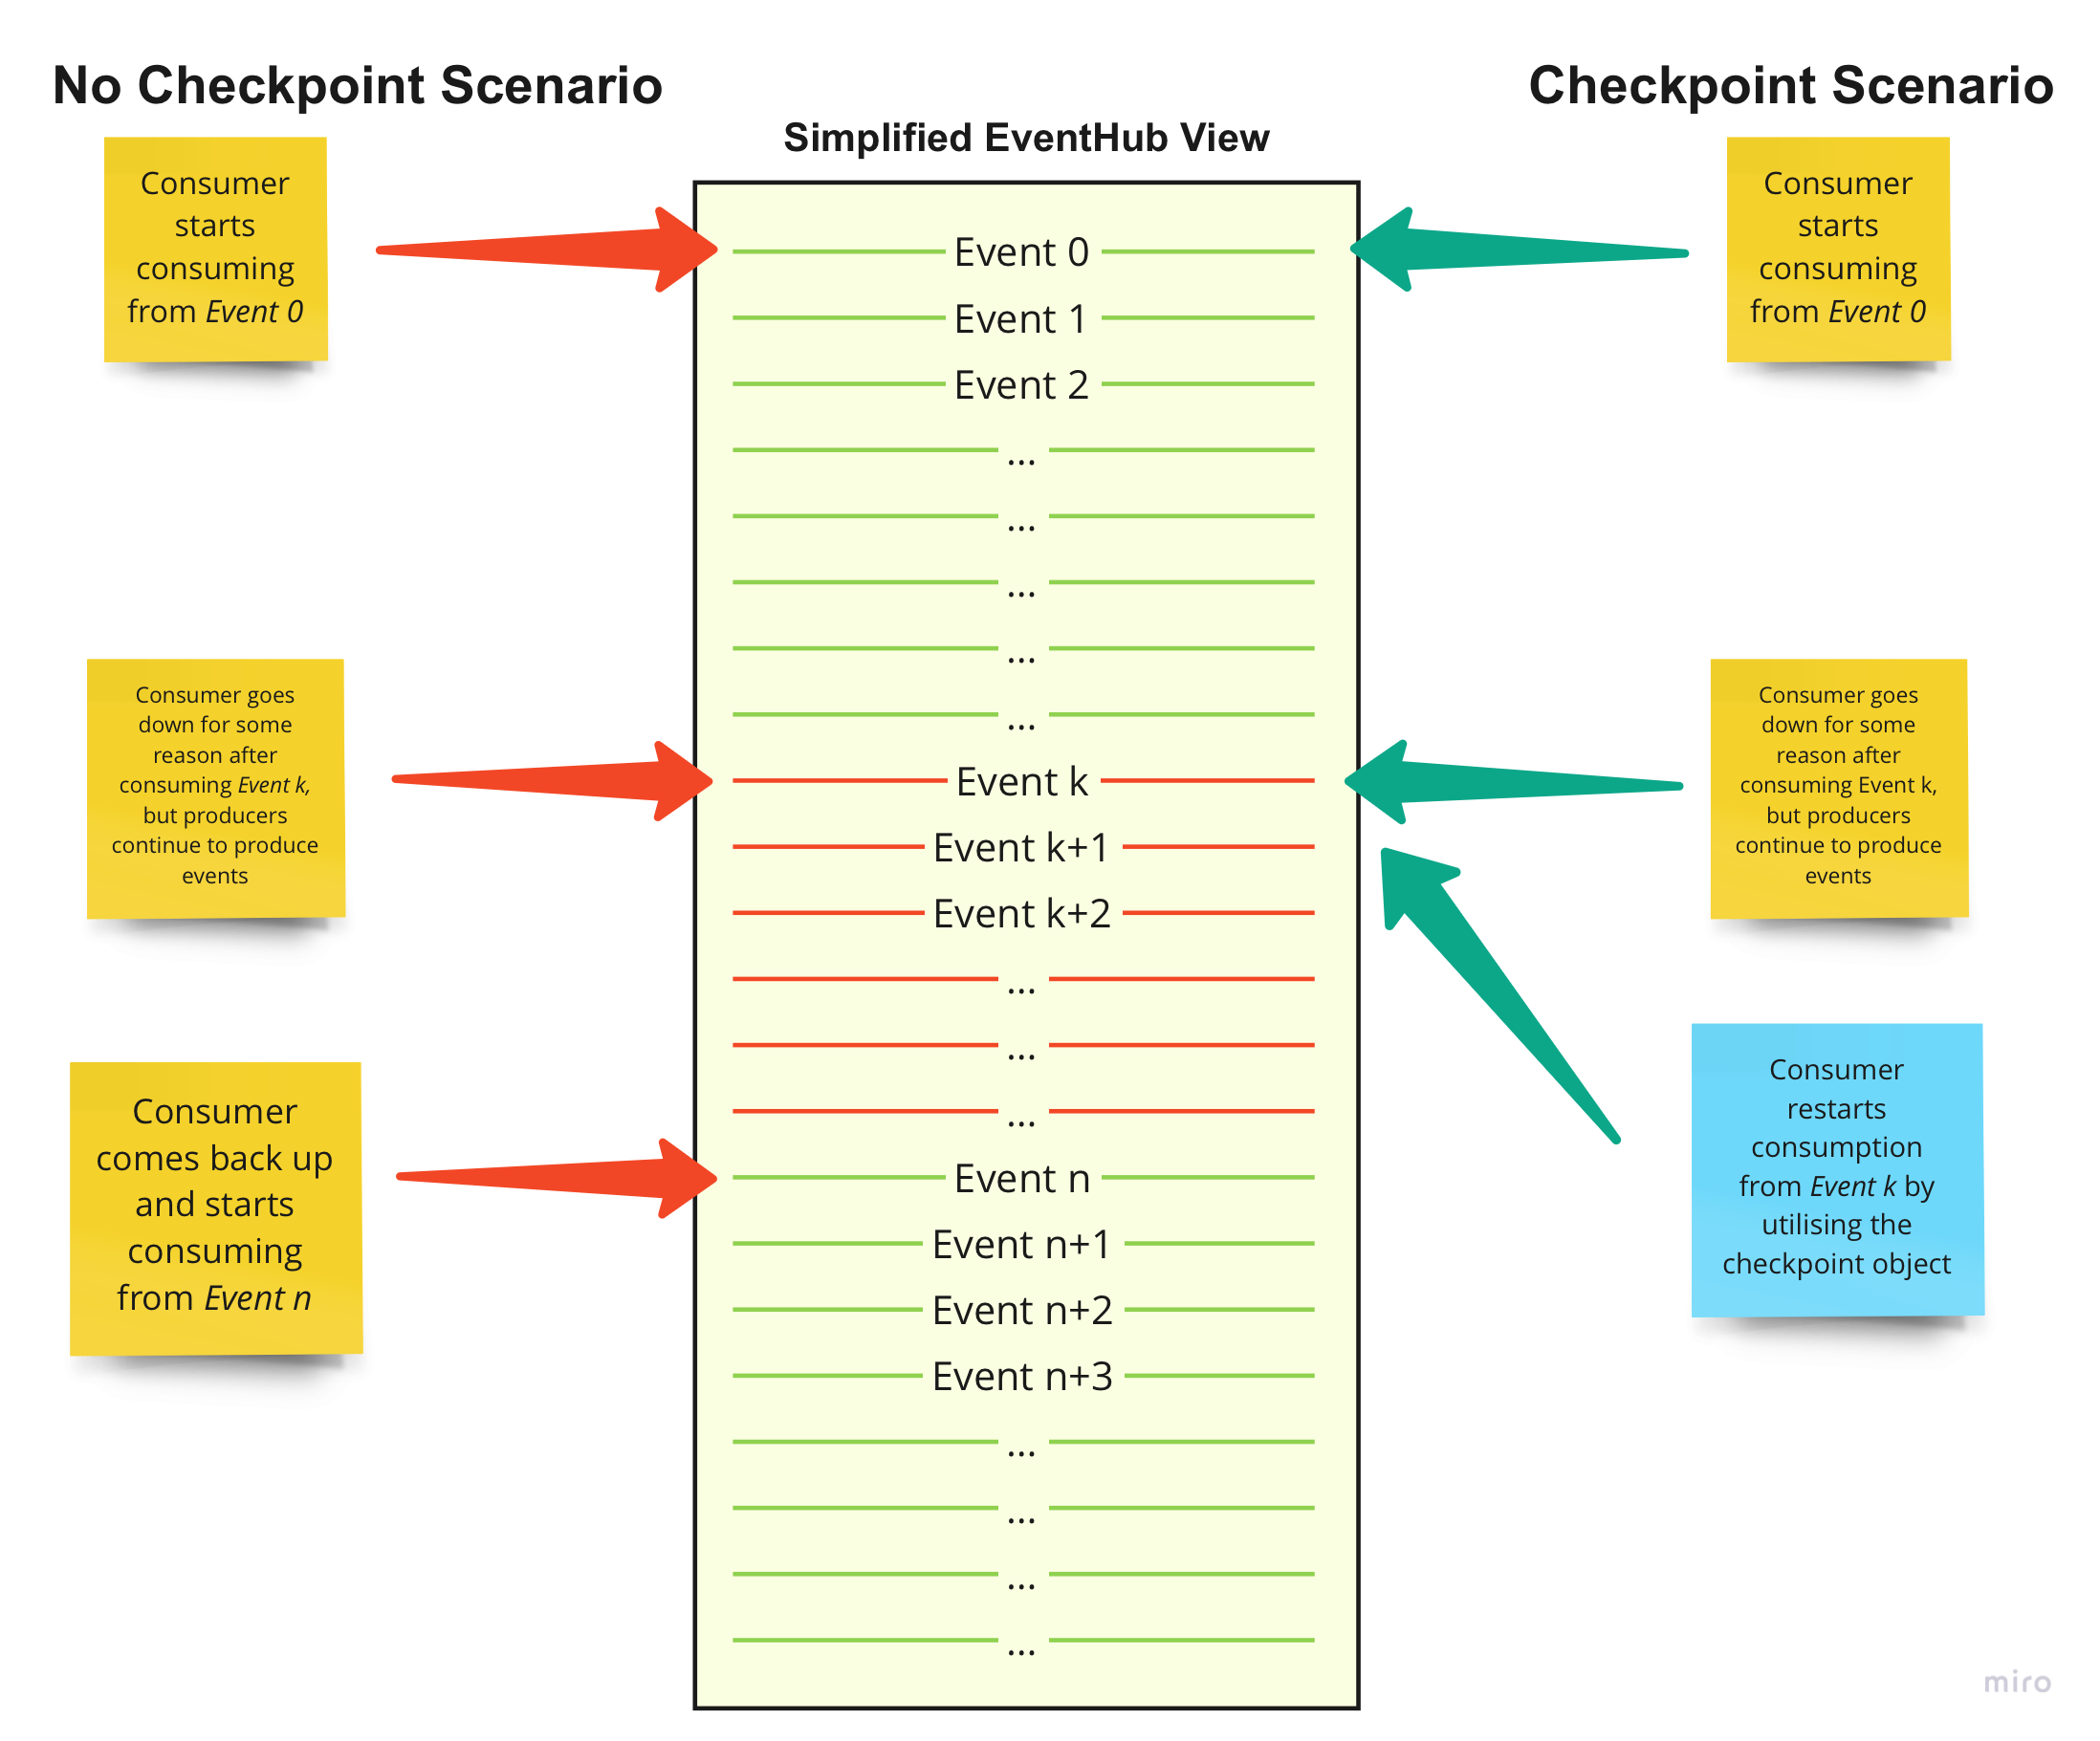 No Checkpoint Scenario
Consumer
starts
consuming
from Event 0
Consumer goes
down for some
reason after
consuming Event k,
but producers
continue to produce
events
Consumer
comes back up
and starts
consuming
from Event n
Simplified EventHub View
Event 0
Event 1
Event 2
...
...
...
...
...
Event k
Event k+1
Event k+2
...
...
...
Event n
Event n+1
Event n+2
Event n+3
...
...
...
...
Checkpoint Scenario
Consumer
starts
consuming
from Event 0
Consumer goes
down for some
reason after
consuming Event k,
but producers
continue to produce
events
Consumer
restarts
consumption
from Event k by
utilising the
checkpoint object
miro